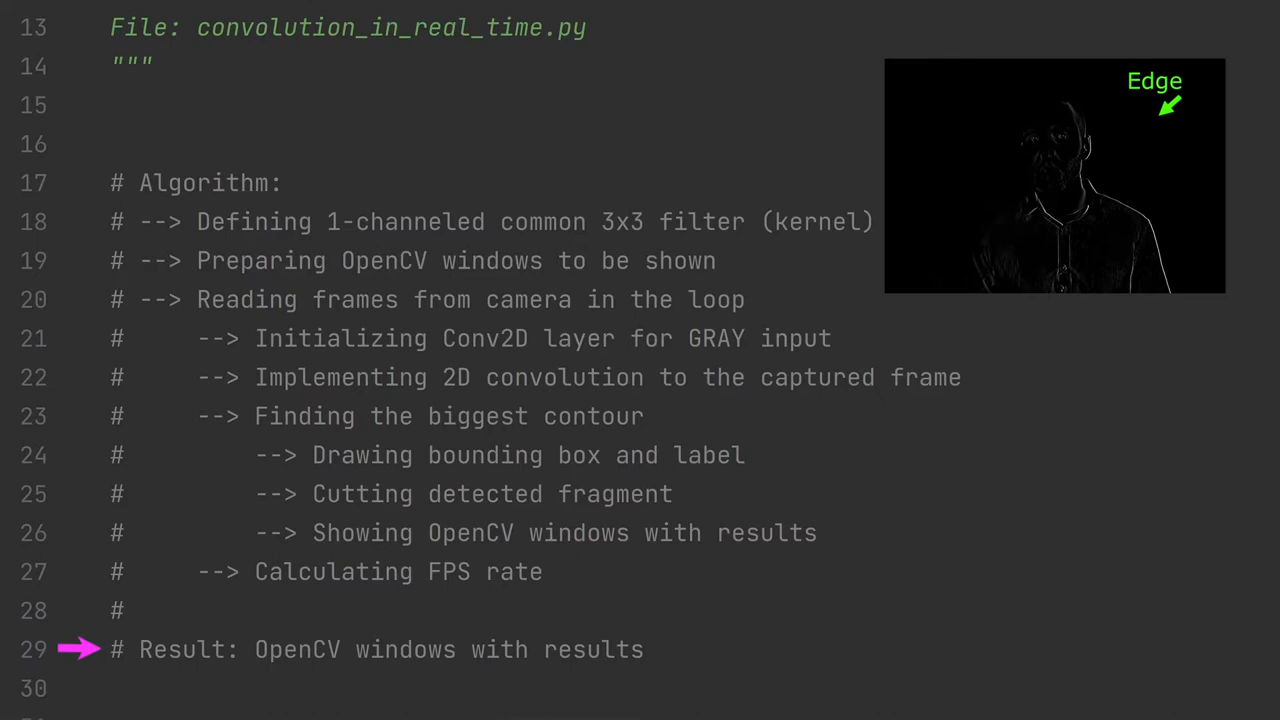 13 File: convolution_in_real_time.py
14 """
Edge
15
16
17 # Algorithm:
18 # --> Defining 1-channeled common 3x3 filter (kernel)
19 # --> Preparing OpenCV windows to be shown
20 # --> Reading frames from camera in the loop
21 #     --> Initializing Conv2D layer for GRAY input
22 #     --> Implementing 2D convolution to the captured frame
23 #     --> Finding the biggest contour
24 #         --> Drawing bounding box and label
25 #         --> Cutting detected fragment
26 #         --> Showing OpenCV windows with results
27 #     --> Calculating FPS rate
28 #
29 # Result: OpenCV windows with results
30